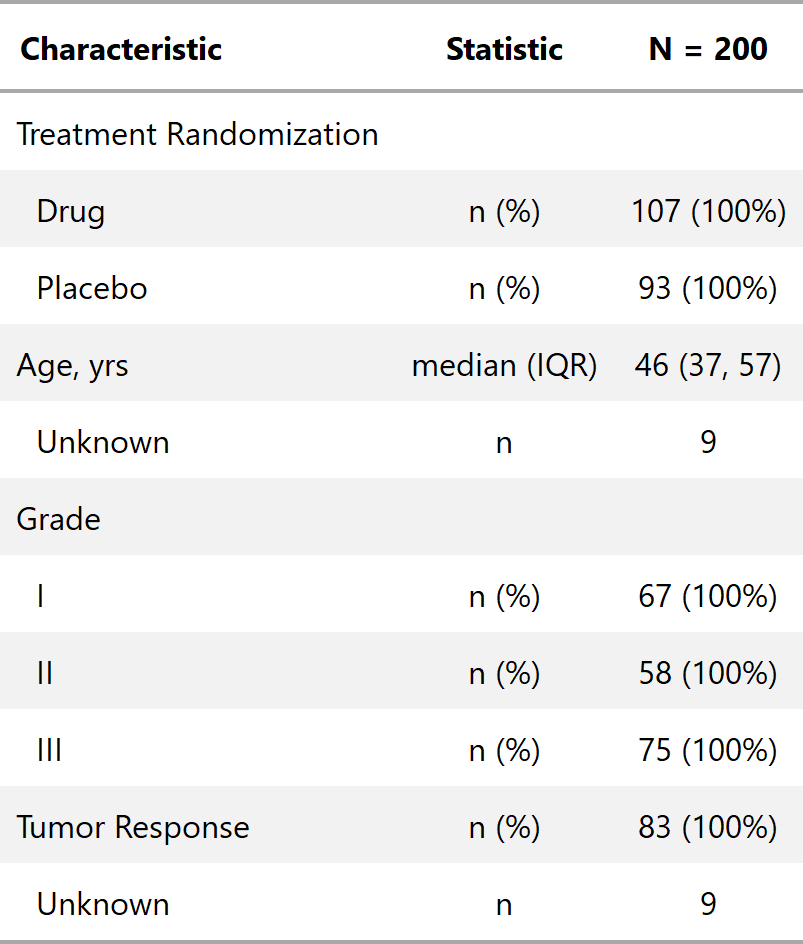 Characteristic Statistic N = 200
Treatment Randomization
Drug n (%) 107 (100%)
Placebo n (%) 93 (100%)
Age, yrs median (IQR) 46 (37, 57)
Unknown n 9
Grade
I n (%) 67 (100%)
II n (%) 58 (100%)
III n (%) 75 (100%)
Tumor Response n (%) 83 (100%)
Unknown n 9